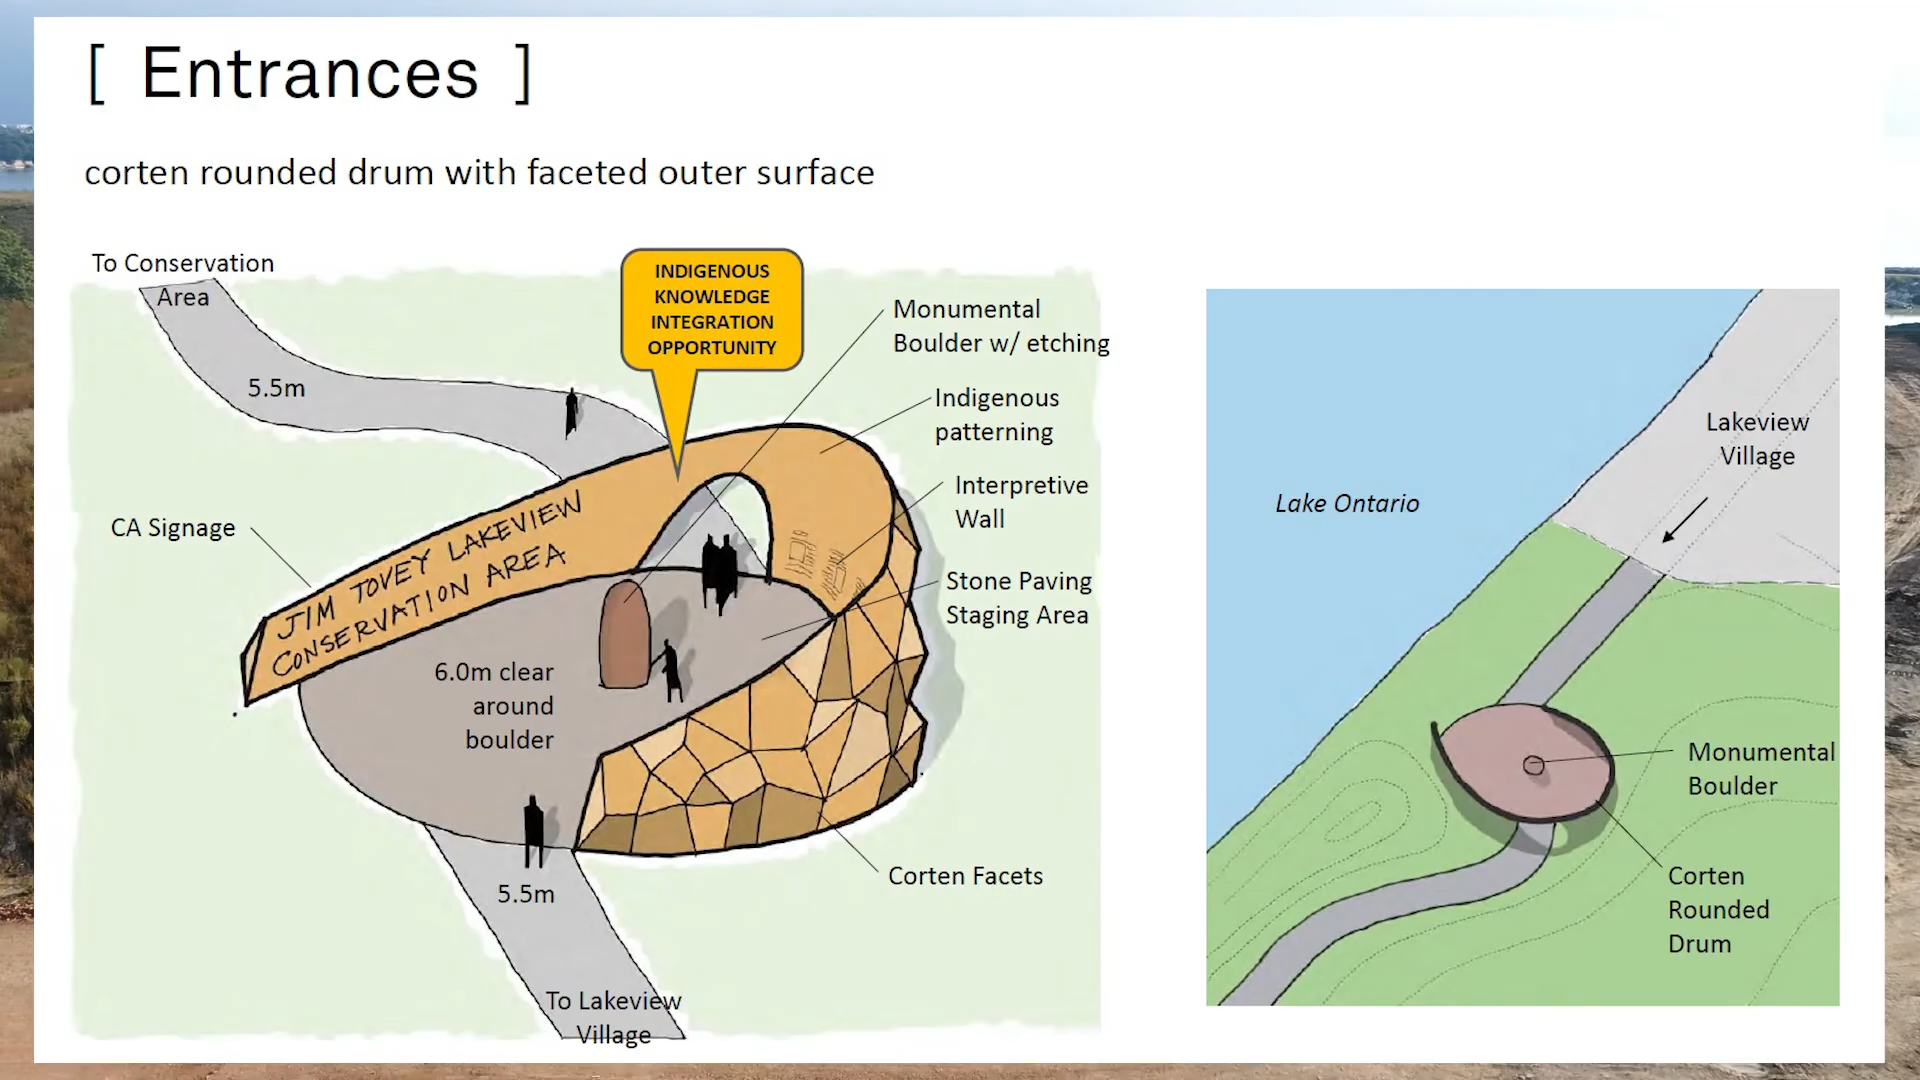 [ Entrances ]
corten rounded drum with faceted outer surface
To Conservation
Area
5.5m
INDIGENOUS
KNOWLEDGE
INTEGRATION
OPPORTUNITY
Monumental
Boulder w/ etching
Indigenous
patterning
Interpretive
Wall
CA Signage
JIM TOVEY LAKEVIEW
CONSERVATION AREA
Stone Paving
Staging Area
6.0m clear
around
boulder
Corten Facets
5.5m
To Lakeview
Village
Lakeview
Village
Lake Ontario
Monumental
Boulder
Corten
Rounded
Drum